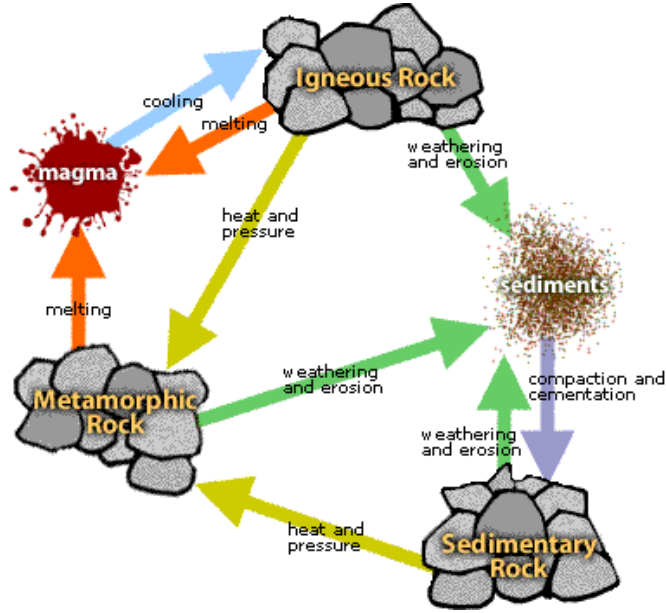 Igneous Rock
cooling
melting
weathering
and erosion
magma
heat and
pressure
sediments
melting
weathering
and erosion
compaction and
cementation
Metamorphic
Rock
weathering
and erosion
heat and
pressure
Sedimentary
Rock